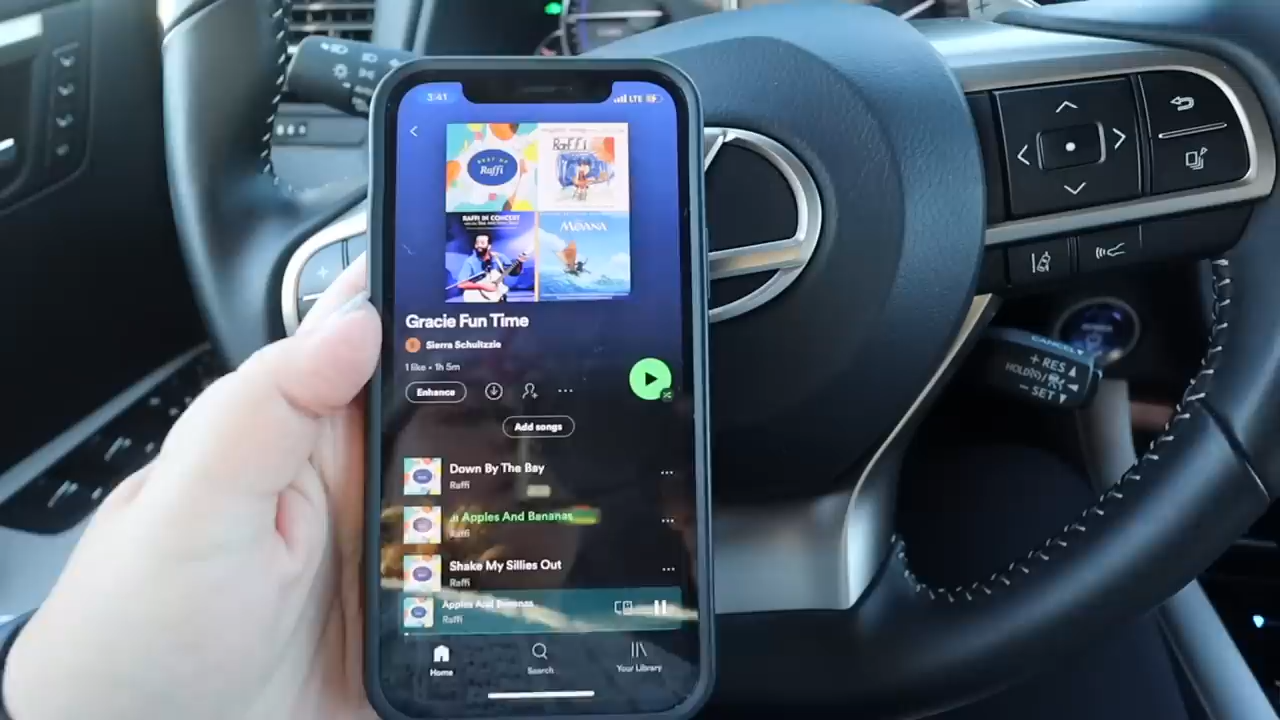 3:41
LTE
BEST OF
Raffi
Raffi
RAFFI IN CONCERT
MOANA
Gracie Fun Time
Sierra Schultzzie
1 like • 1h 5m
Enhance
Add songs
Down By The Bay
Raffi
Apples And Bananas
Raffi
Shake My Sillies Out
Raffi
Apples And Bananas
Raffi
Home
Search
Your Library
CANCEL
+ RES
HOLD
- SET